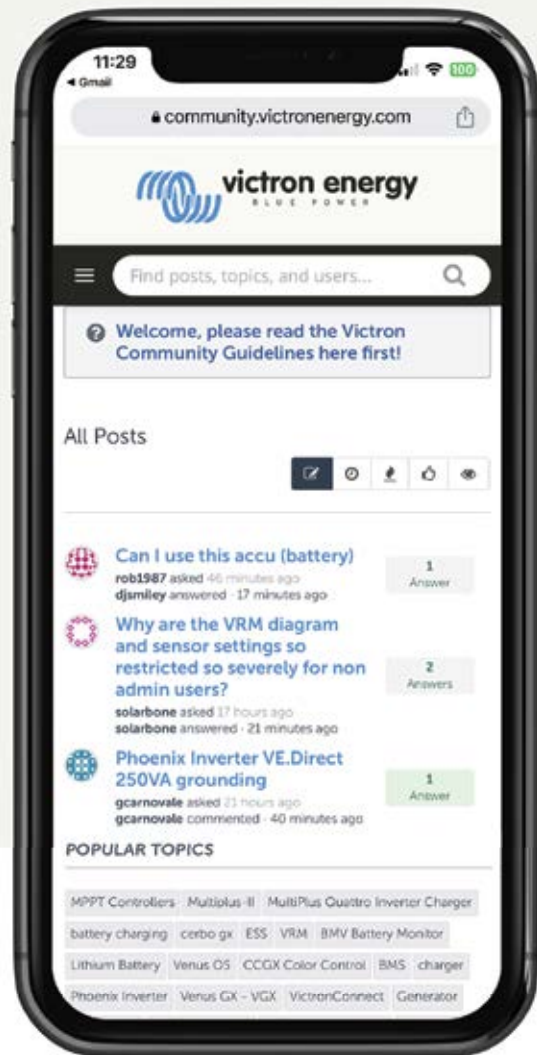 11:29
100
Gmail
community.victronenergy.com
victron energy
BLUE POWER
Find posts, topics, and users...
Welcome, please read the Victron
Community Guidelines here first!
All Posts
Can I use this accu (battery)
rob1987 asked 46 minutes ago
djsmiley answered · 17 minutes ago
1
Answer
Why are the VRM diagram
and sensor settings so
restricted so severely for non
admin users?
solarbone asked 17 hours ago
solarbone answered · 21 minutes ago
2
Answers
Phoenix Inverter VE.Direct
250VA grounding
gcarnovale asked 21 hours ago
gcarnovale commented · 40 minutes ago
1
Answer
POPULAR TOPICS
MPPT Controllers Multiplus-II MultiPlus Quattro Inverter Charger
battery charging cerbo gx ESS VRM BMV Battery Monitor
Lithium Battery Venus OS CCGX Color Control BMS charger
Phoenix Inverter Venus GX - VGX VictronConnect Generator